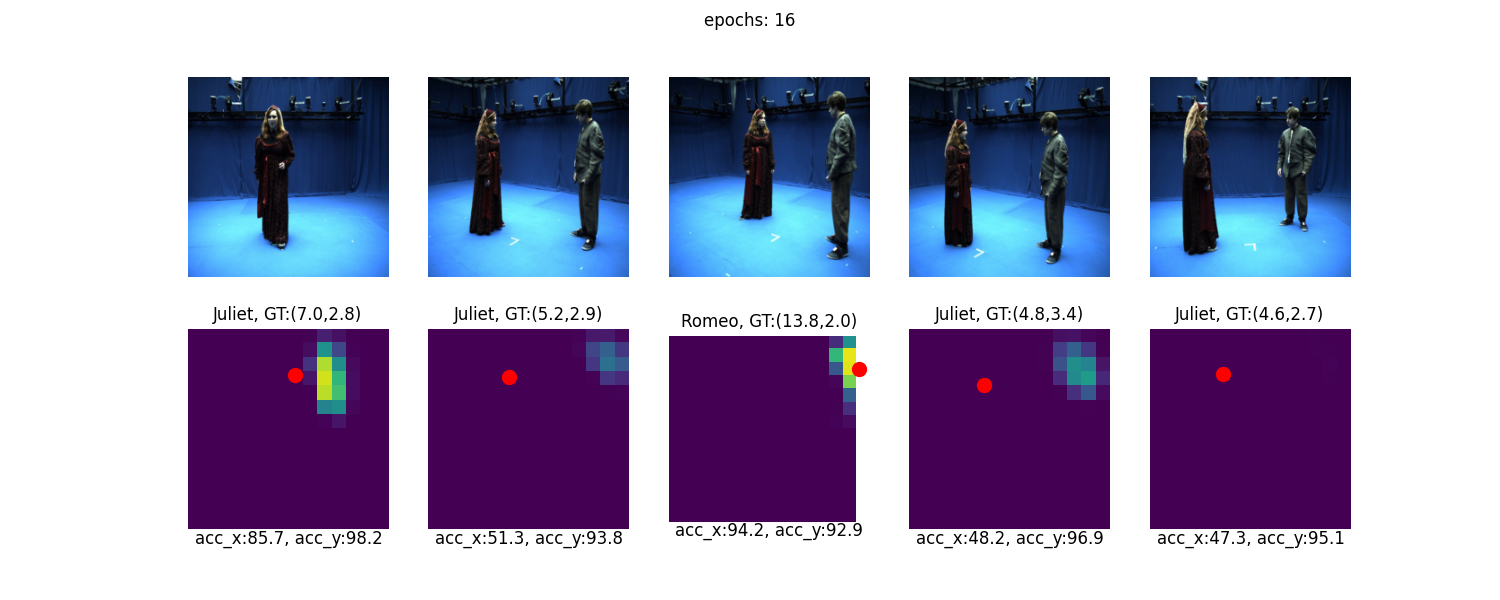 epochs: 16
Juliet, GT:(7.0,2.8)
Juliet, GT:(5.2,2.9)
Romeo, GT:(13.8,2.0)
Juliet, GT:(4.8,3.4)
Juliet, GT:(4.6,2.7)
acc_x:85.7, acc_y:98.2
acc_x:51.3, acc_y:93.8
acc_x:94.2, acc_y:92.9
acc_x:48.2, acc_y:96.9
acc_x:47.3, acc_y:95.1